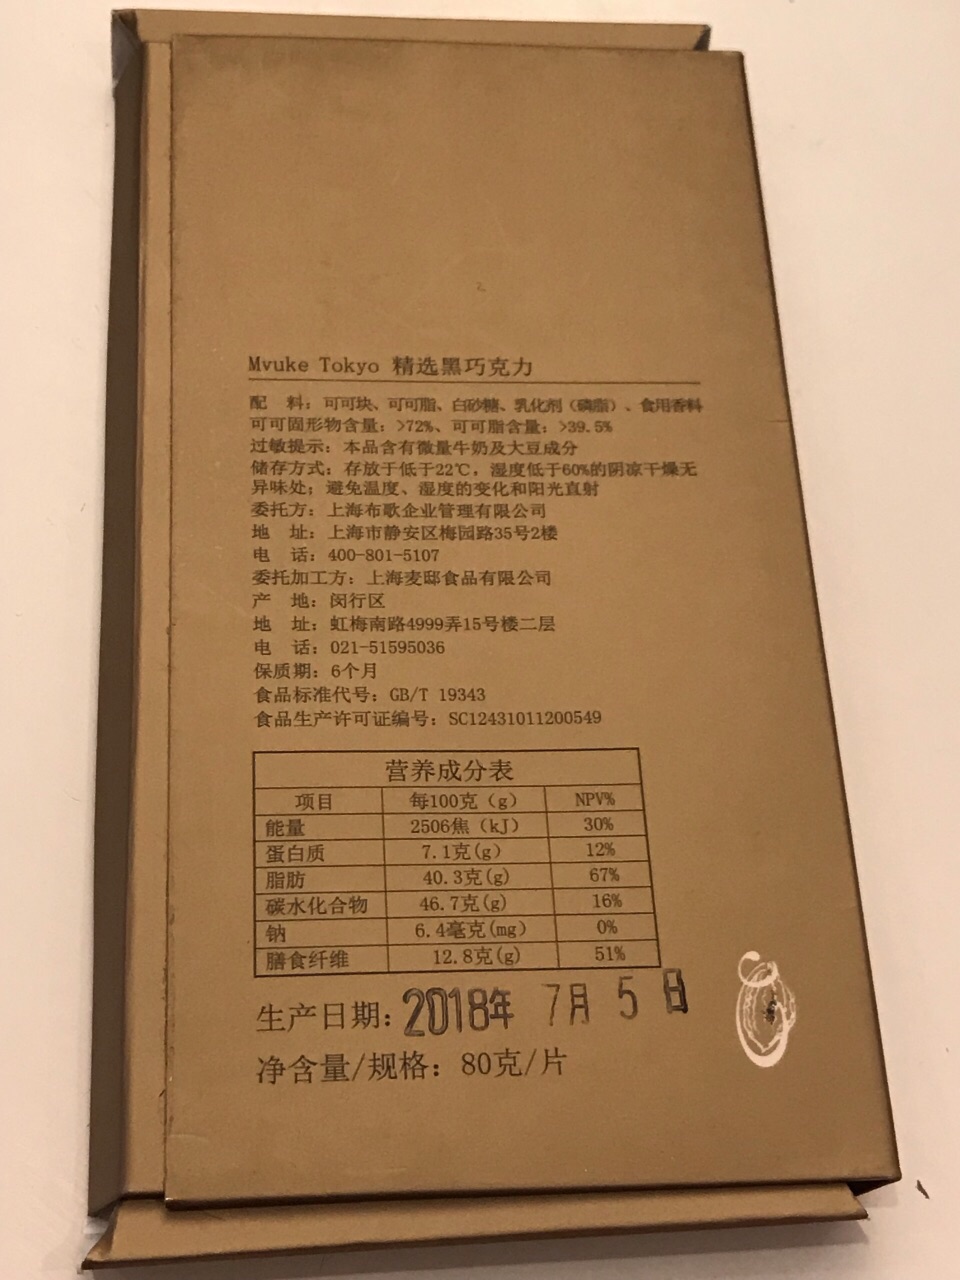 Mvuke Tokyo 精选黑巧克力
配 料：可可块、可可脂、白砂糖、乳化剂（磷脂）、食用香料
可可固形物含量：>72%、可可脂含量：>39.5%
过敏提示：本品含有微量牛奶及大豆成分
储存方式：存放于低于22℃，湿度低于60%的阴凉干燥无
异味处；避免温度、湿度的变化和阳光直射
委托方：上海布歌企业管理有限公司
地 址：上海市静安区梅园路35号2楼
电 话：400-801-5107
委托加工方：上海麦邸食品有限公司
产 地：闵行区
地 址：虹梅南路4999弄15号楼二层
电 话：021-51595036
保质期：6个月
食品标准代号：GB/T 19343
食品生产许可证编号：SC12431011200549
营养成分表
项目 每100克（g） NPV%
能量 2506焦（kJ） 30%
蛋白质 7.1克(g) 12%
脂肪 40.3克(g) 67%
碳水化合物 46.7克(g) 16%
钠 6.4毫克(mg) 0%
膳食纤维 12.8克(g) 51%
生产日期：2018年 7月 5 日
净含量/规格：80克/片